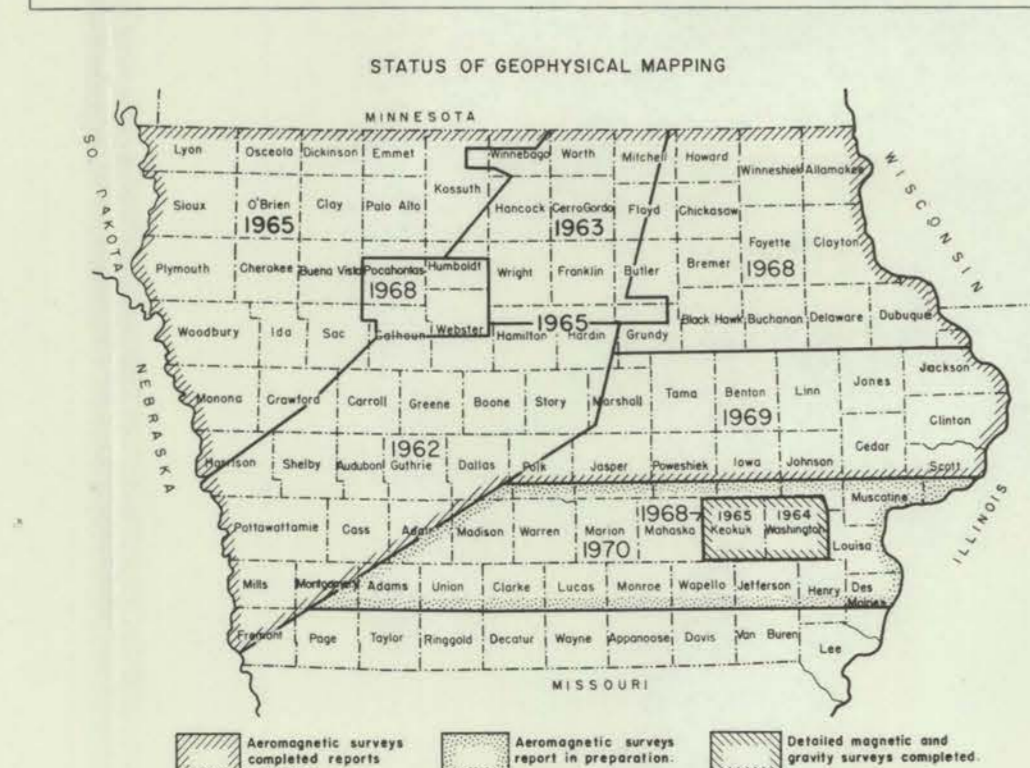 STATUS OF GEOPHYSICAL MAPPING
MINNESOTA
SO DAKOTA
WISCONSIN
NEBRASKA
ILLINOIS
MISSOURI
Lyon Osceola Dickinson Emmet Winnebago Worth Mitchell Howard
Winneshiek Allamakee
Kossuth
Sioux O'Brien Clay Palo Alto Hancock Cerro Gordo Floyd Chickasaw
1965 1963
Fayette Clayton
1968
Plymouth Cherokee Buena Vista Pocahontas Humboldt Wright Franklin Butler Bremer
1968
Woodbury Ida Sac Calhoun Webster Hamilton Hardin Grundy Black Hawk Buchanan Delaware Dubuque
1965
Monona Crawford Carroll Greene Boone Story Marshall Tama Benton Linn Jones Jackson
1969
Clinton
Cedar
1962
Harrison Shelby Audubon Guthrie Dallas Polk Jasper Poweshiek Iowa Johnson Scott
Muscatine
Pottawattamie Cass Adair Madison Warren Marion Mahaska Keokuk Washington Louisa
1968 1965 1964
1970
Mills Montgomery Adams Union Clarke Lucas Monroe Wapello Jefferson Henry Des Moines
Fremont Page Taylor Ringgold Decatur Wayne Appanoose Davis Van Buren Lee
Aeromagnetic surveys
completed reports
Aeromagnetic surveys
report in preparation.
Detailed magnetic and
gravity surveys completed.